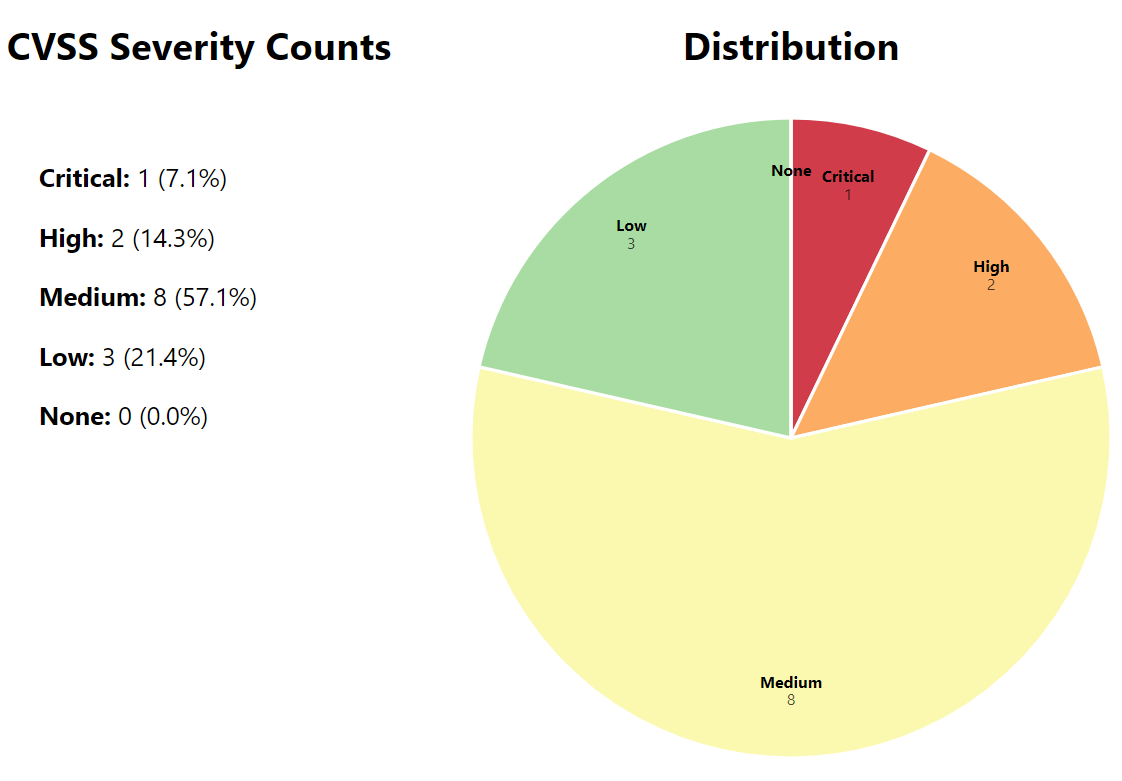 CVSS Severity Counts
Critical: 1 (7.1%)
High: 2 (14.3%)
Medium: 8 (57.1%)
Low: 3 (21.4%)
None: 0 (0.0%)
Distribution
None
Critical
1
Low
3
High
2
Medium
8